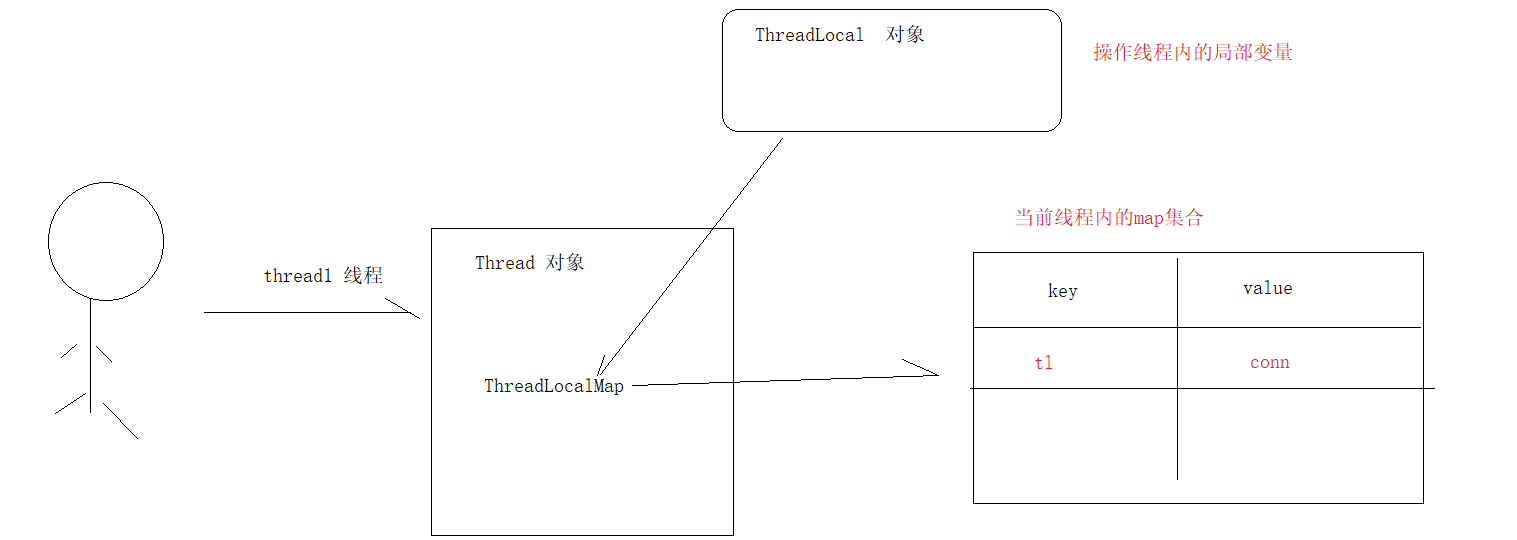 ThreadLocal 对象
操作线程内的局部变量
当前线程内的map集合
thread1 线程
Thread 对象
key value
tl conn
ThreadLocalMap